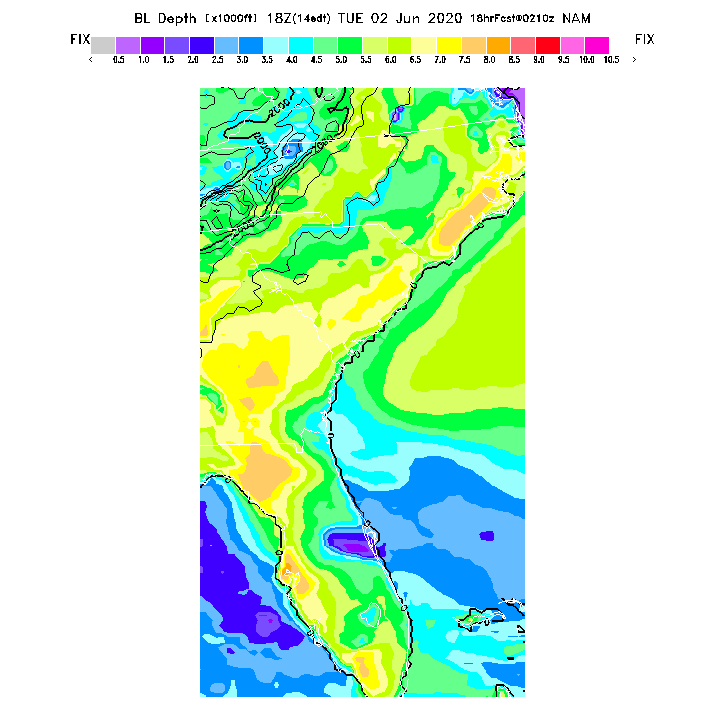 BL Depth [x1000ft] 18Z(14edt) TUE 02 Jun 2020 18hrFcst@0210z NAM
FIX FIX
< 0.5 1.0 1.5 2.0 2.5 3.0 3.5 4.0 4.5 5.0 5.5 6.0 6.5 7.0 7.5 8.0 8.5 9.0 9.5 10.0 10.5 >
2000
2000